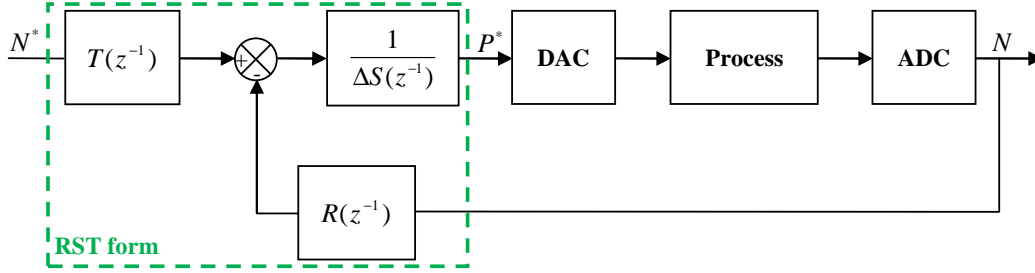 N*
T(z⁻¹)
+
-
1
ΔS(z⁻¹)
P*
DAC
Process
ADC
N
R(z⁻¹)
RST form